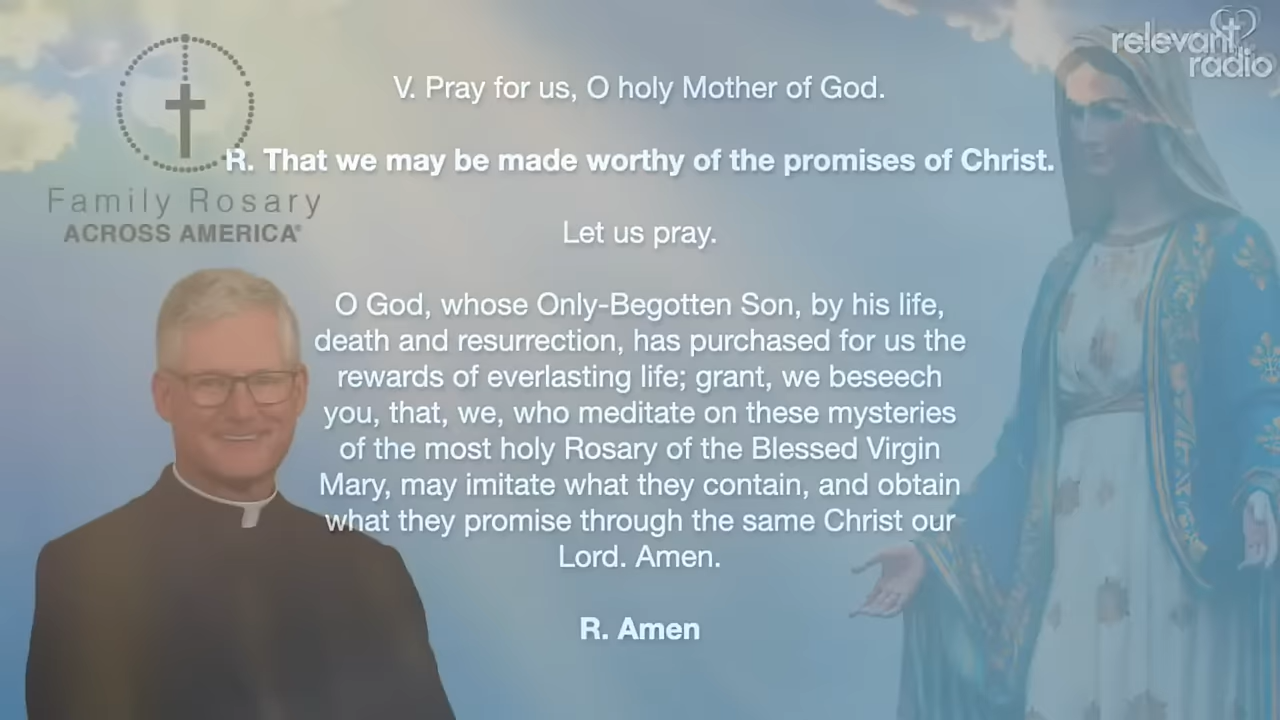 relevant
radio
V. Pray for us, O holy Mother of God.
R. That we may be made worthy of the promises of Christ.
Family Rosary
ACROSS AMERICA®
Let us pray.
O God, whose Only-Begotten Son, by his life,
death and resurrection, has purchased for us the
rewards of everlasting life; grant, we beseech
you, that, we, who meditate on these mysteries
of the most holy Rosary of the Blessed Virgin
Mary, may imitate what they contain, and obtain
what they promise through the same Christ our
Lord. Amen.
R. Amen